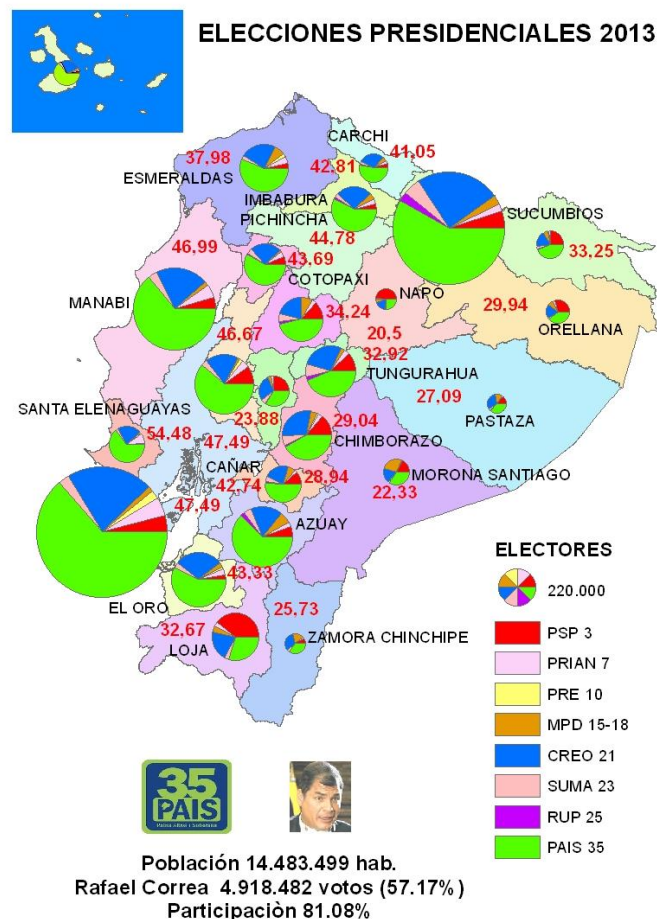 ELECCIONES PRESIDENCIALES 2013
CARCHI
41,05
37,98
42,81
ESMERALDAS
IMBABURA
PICHINCHA
44,78
SUCUMBIOS
33,25
46,99
43,69
COTOPAXI
MANABI
NAPO
34,24
29,94
ORELLANA
20,5
46,67
32,92
TUNGURAHUA
27,09
PASTAZA
23,88
29,04
SANTA ELENA
GUAYAS
54,48
47,49
CHIMBORAZO
CAÑAR
28,94
MORONA SANTIAGO
42,74
22,33
47,49
AZUAY
43,33
EL ORO
25,73
32,67
LOJA
ZAMORA CHINCHIPE
ELECTORES
220.000
PSP 3
PRIAN 7
PRE 10
MPD 15-18
CREO 21
SUMA 23
RUP 25
PAIS 35
35
PAIS
Población 14.483.499 hab.
Rafael Correa 4.918.482 votos (57.17%)
Participaciòn 81.08%